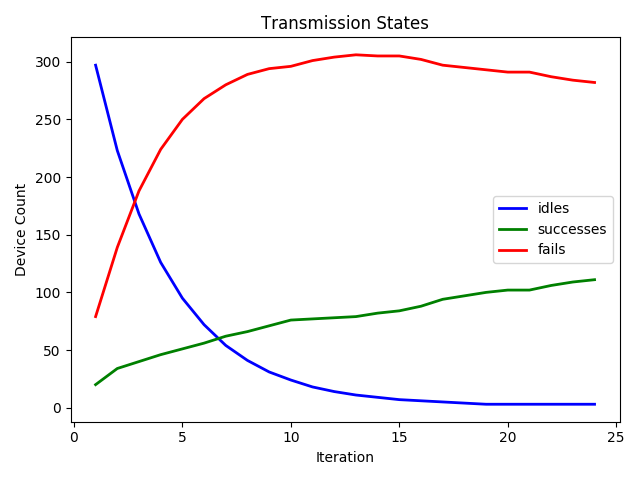 Transmission States
Device Count
300
250
200
150
100
50
0
idles
successes
fails
0 5 10 15 20 25
Iteration